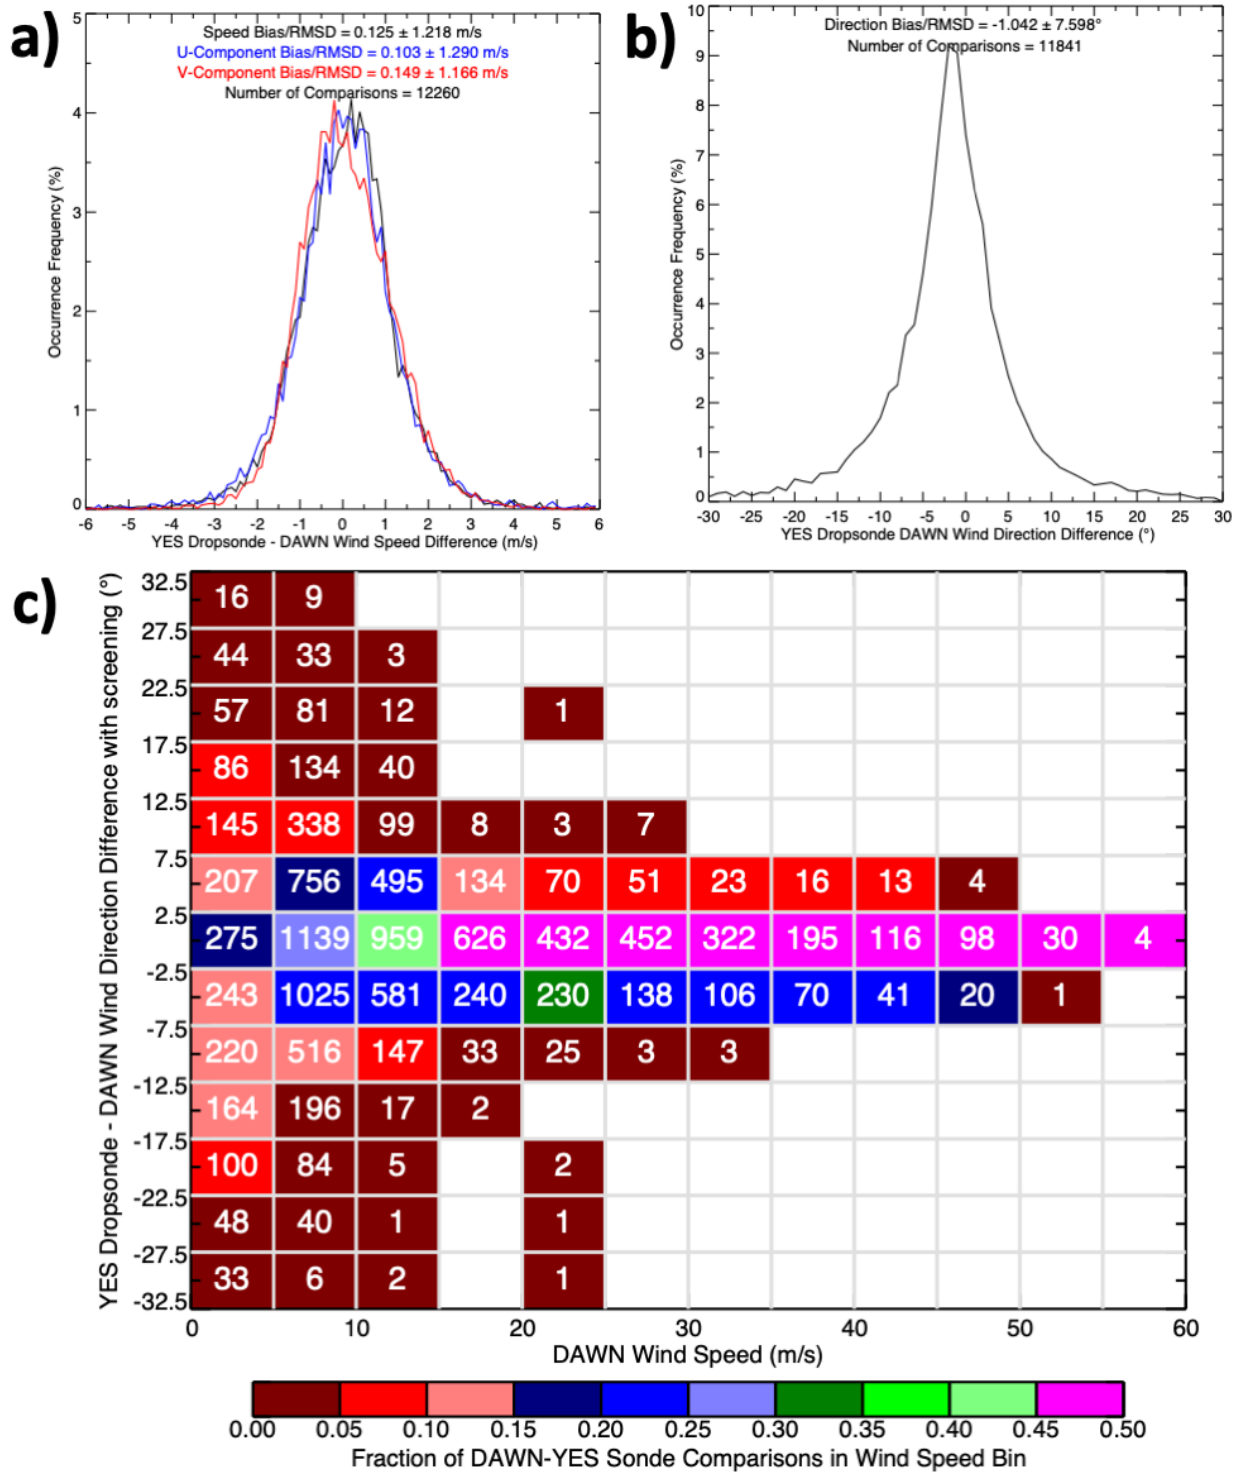 a)
Speed Bias/RMSD = 0.125 ± 1.218 m/s
U-Component Bias/RMSD = 0.103 ± 1.290 m/s
V-Component Bias/RMSD = 0.149 ± 1.166 m/s
Number of Comparisons = 12260
5
4
3
2
1
0
Occurrence Frequency (%)
-6 -5 -4 -3 -2 -1 0 1 2 3 4 5 6
YES Dropsonde - DAWN Wind Speed Difference (m/s)
b)
Direction Bias/RMSD = -1.042 ± 7.598°
Number of Comparisons = 11841
10
9
8
7
6
5
4
3
2
1
0
Occurrence Frequency (%)
-30 -25 -20 -15 -10 -5 0 5 10 15 20 25 30
YES Dropsonde DAWN Wind Direction Difference (°)
c)
YES Dropsonde - DAWN Wind Direction Difference with screening (°)
32.5
16 9
27.5
44 33 3
22.5
57 81 12 1
17.5
86 134 40
12.5
145 338 99 8 3 7
7.5
207 756 495 134 70 51 23 16 13 4
2.5
275 1139 959 626 432 452 322 195 116 98 30 4
-2.5
243 1025 581 240 230 138 106 70 41 20 1
-7.5
220 516 147 33 25 3 3
-12.5
164 196 17 2
-17.5
100 84 5 2
-22.5
48 40 1 1
-27.5
33 6 2 1
-32.5
0 10 20 30 40 50 60
DAWN Wind Speed (m/s)
0.00 0.05 0.10 0.15 0.20 0.25 0.30 0.35 0.40 0.45 0.50
Fraction of DAWN-YES Sonde Comparisons in Wind Speed Bin